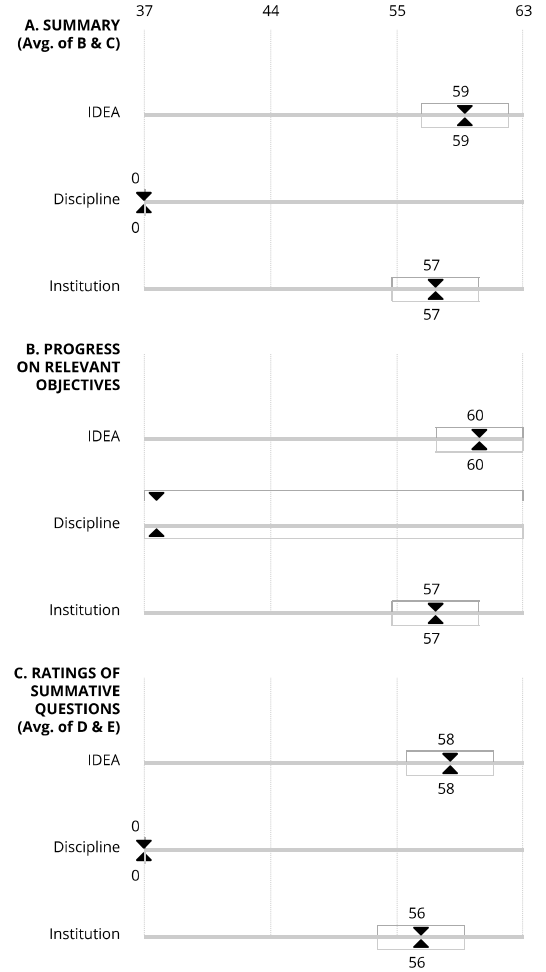 37 44 55 63
A. SUMMARY
(Avg. of B & C)
59
IDEA
59
0
Discipline
0
57
Institution
57
B. PROGRESS
ON RELEVANT
OBJECTIVES
60
IDEA
60
Discipline
57
Institution
57
C. RATINGS OF
SUMMATIVE
QUESTIONS
(Avg. of D & E)
58
IDEA
58
0
Discipline
0
56
Institution
56